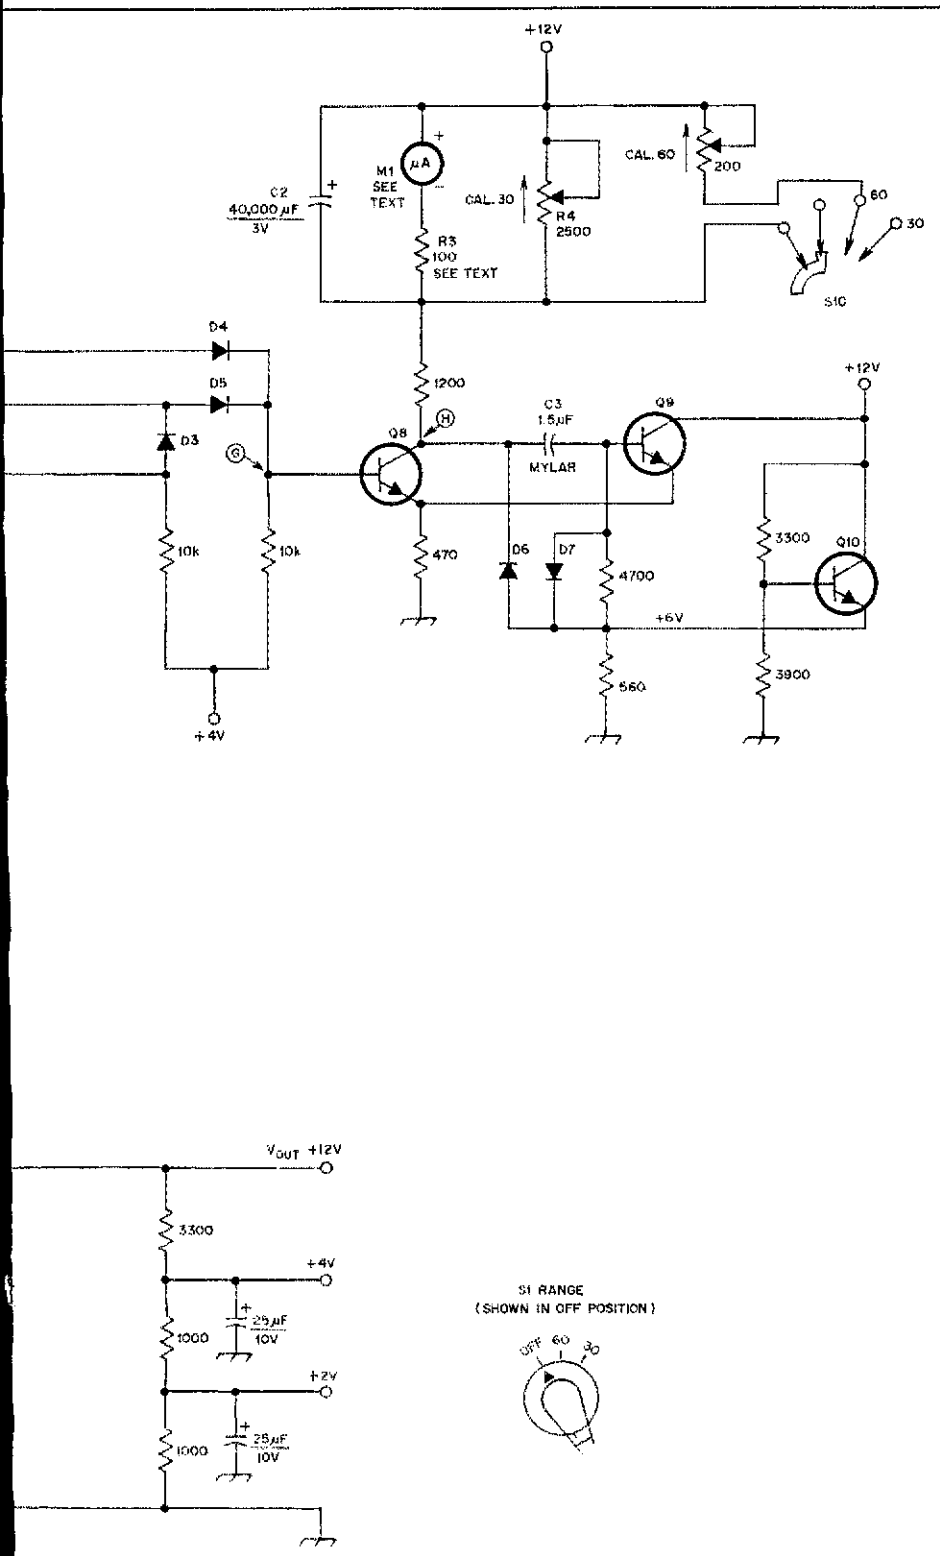 +12V
CAL. 60
200
+
M1
SEE
TEXT
μA
-
C2
40,000 μF
3V
+
CAL. 30
R4
2500
60
30
R3
100
SEE TEXT
S1C
D4
D5
D3
G
1200
H
Q8
C3
1.5μF
MYLAR
Q9
+12V
10k
10k
470
D6
D7
4700
3300
Q10
+6V
560
3900
+4V
VOUT +12V
3300
+4V
+
25μF
10V
1000
+2V
+
25μF
10V
1000
S1 RANGE
(SHOWN IN OFF POSITION)
OFF 60 30